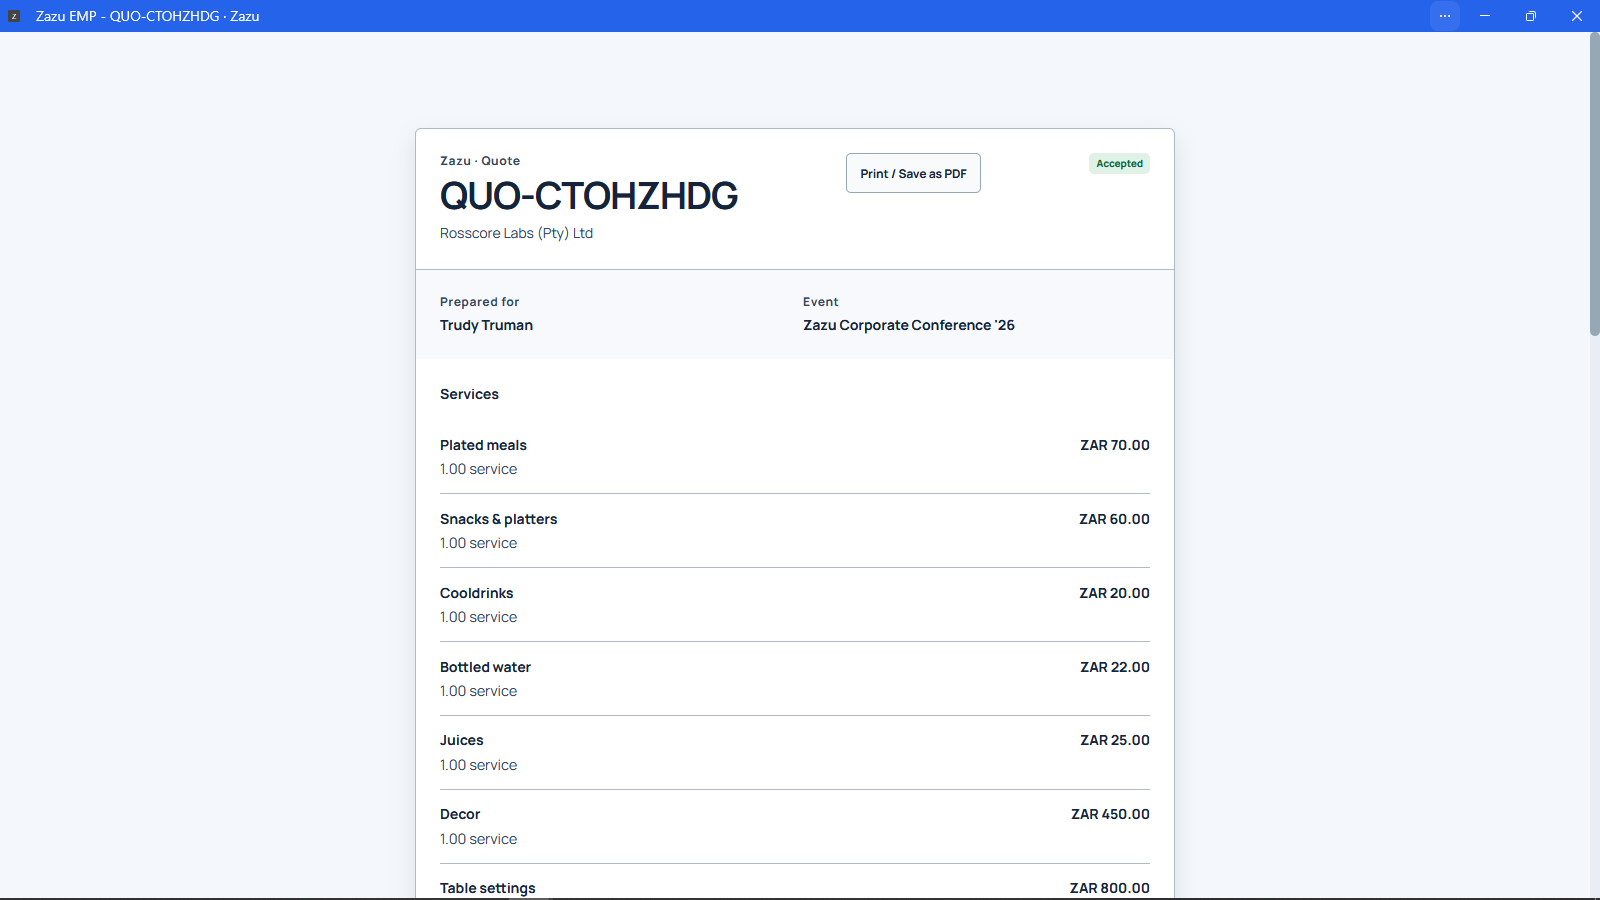 Zazu EMP - QUO-CTOHZHDG · Zazu
Zazu · Quote
QUO-CTOHZHDG
Rosscore Labs (Pty) Ltd
Print / Save as PDF
Accepted
Prepared for
Trudy Truman
Event
Zazu Corporate Conference '26
Services
Plated meals
ZAR 70.00
1.00 service
Snacks & platters
ZAR 60.00
1.00 service
Cooldrinks
ZAR 20.00
1.00 service
Bottled water
ZAR 22.00
1.00 service
Juices
ZAR 25.00
1.00 service
Decor
ZAR 450.00
1.00 service
Table settings
ZAR 800.00